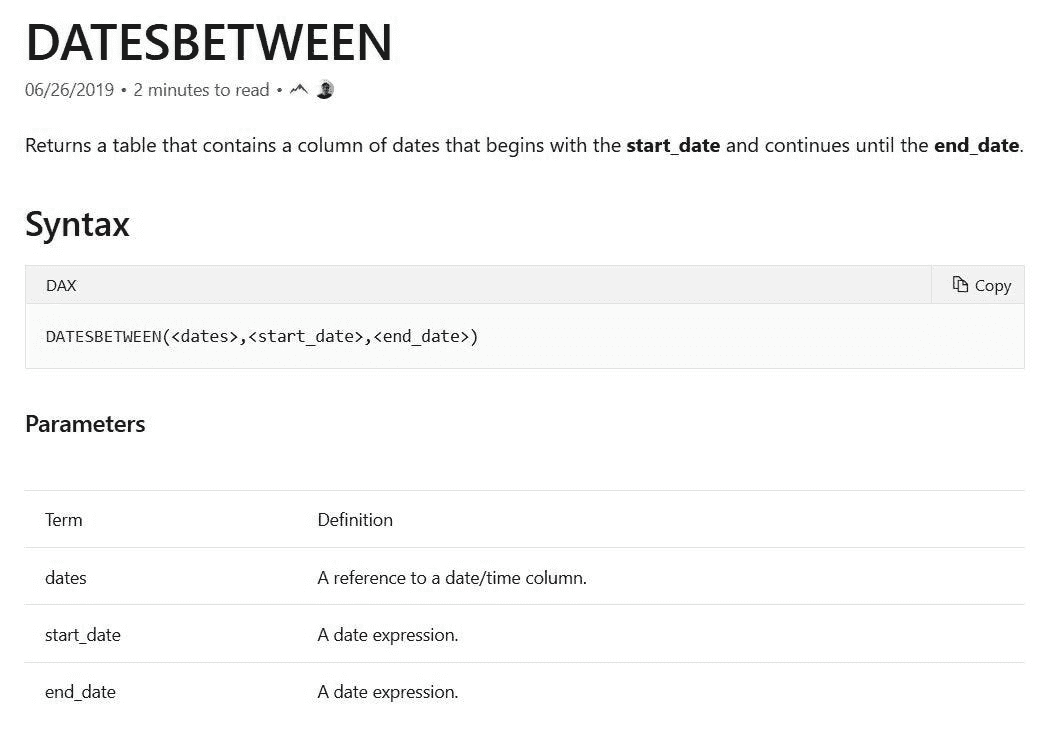 DATESBETWEEN
06/26/2019 • 2 minutes to read •
Returns a table that contains a column of dates that begins with the start_date and continues until the end_date.
Syntax
DAX Copy
DATESBETWEEN(<dates>,<start_date>,<end_date>)
Parameters
Term Definition
dates A reference to a date/time column.
start_date A date expression.
end_date A date expression.